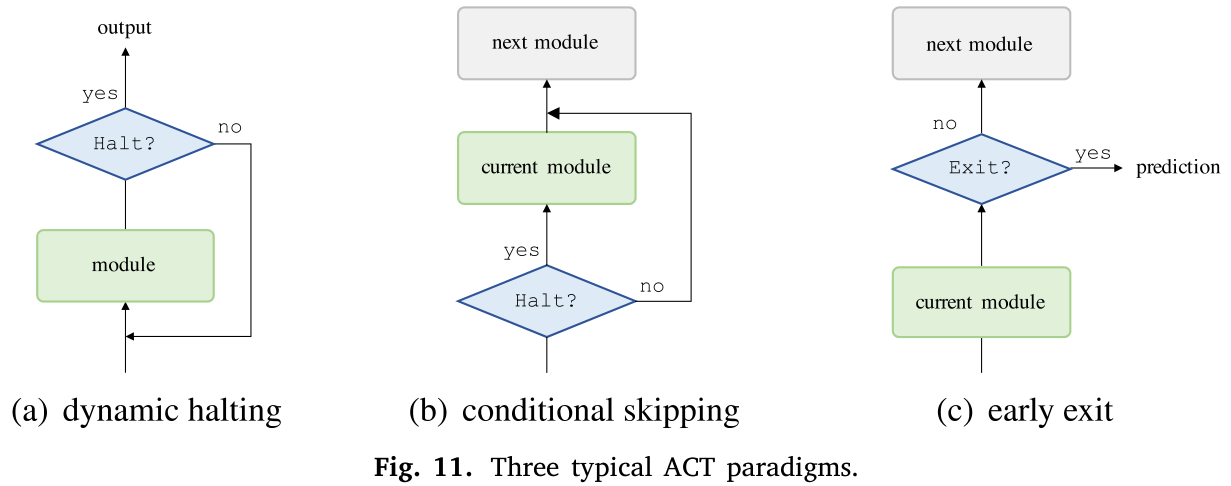 output
yes
Halt?
no
module
(a) dynamic halting
next module
current module
yes
Halt?
no
(b) conditional skipping
next module
no
Exit?
yes
prediction
current module
(c) early exit
Fig. 11. Three typical ACT paradigms.